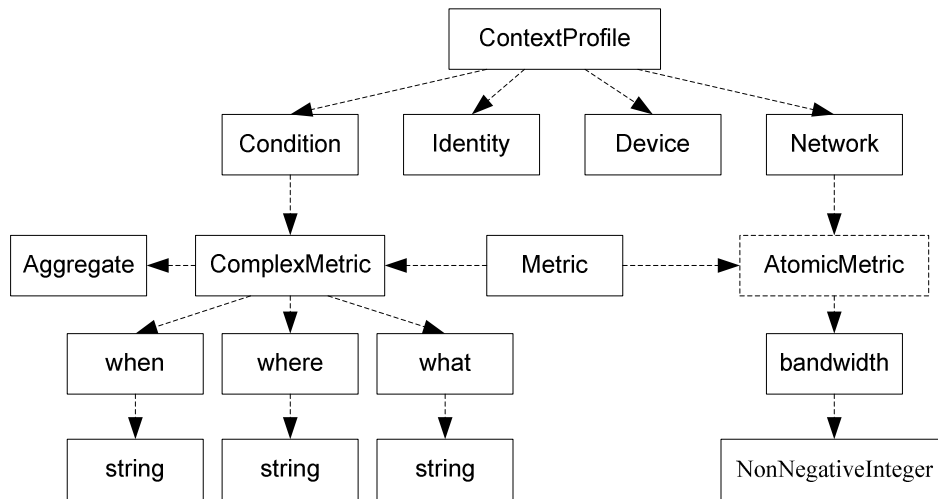 ContextProfile
Condition
Identity
Device
Network
Aggregate
ComplexMetric
Metric
AtomicMetric
when
where
what
bandwidth
string
string
string
NonNegativeInteger